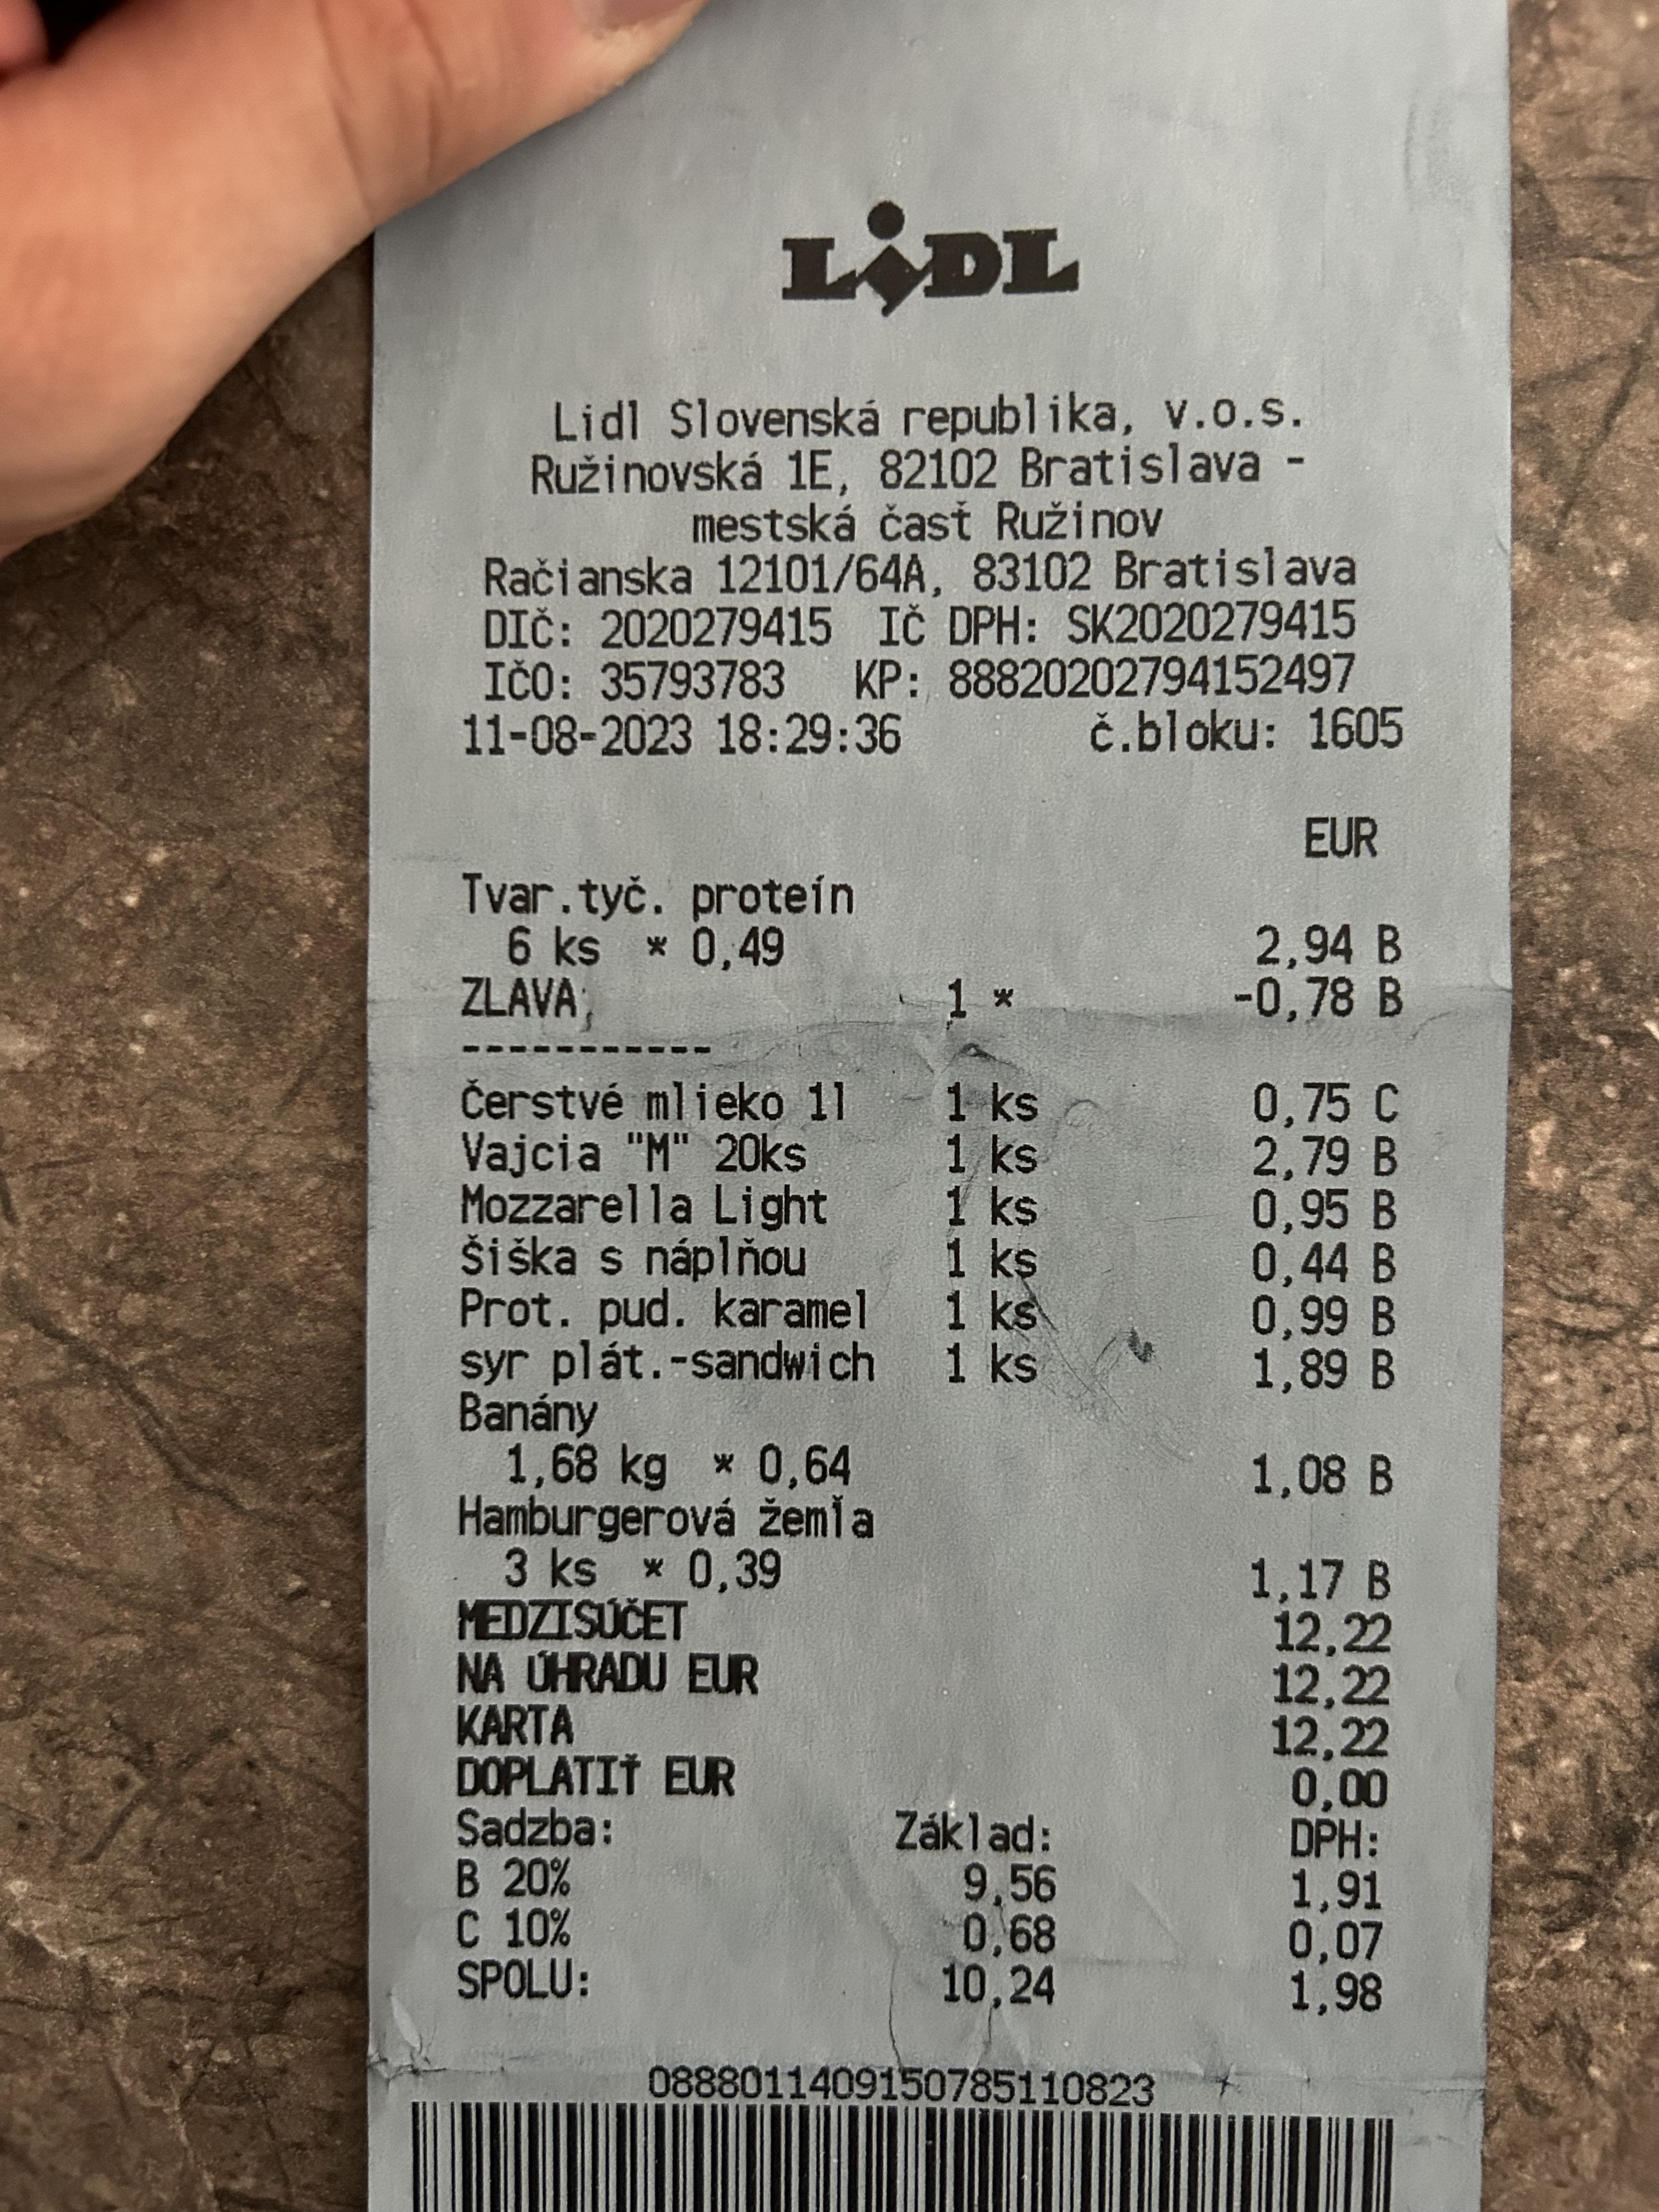 LIDL
Lidl Slovenská republika, v.o.s.
Ružinovská 1E, 82102 Bratislava -
mestská časť Ružinov
Račianska 12101/64A, 83102 Bratislava
DIČ: 2020279415 IČ DPH: SK2020279415
IČO: 35793783 KP: 88820202794152497
11-08-2023 18:29:36 č.bloku: 1605
EUR
Tvar.tyč. proteín
6 ks * 0,49 2,94 B
ZLAVA 1 * -0,78 B
-----------
Čerstvé mlieko 1l 1 ks 0,75 C
Vajcia "M" 20ks 1 ks 2,79 B
Mozzarella Light 1 ks 0,95 B
Šiška s náplňou 1 ks 0,44 B
Prot. pud. karamel 1 ks 0,99 B
syr plát.-sandwich 1 ks 1,89 B
Banány
1,68 kg * 0,64 1,08 B
Hamburgerová žemľa
3 ks * 0,39 1,17 B
MEDZISÚČET 12,22
NA ÚHRADU EUR 12,22
KARTA 12,22
DOPLATIŤ EUR 0,00
Sadzba: Základ: DPH:
B 20% 9,56 1,91
C 10% 0,68 0,07
SPOLU: 10,24 1,98
0888011409150785110823